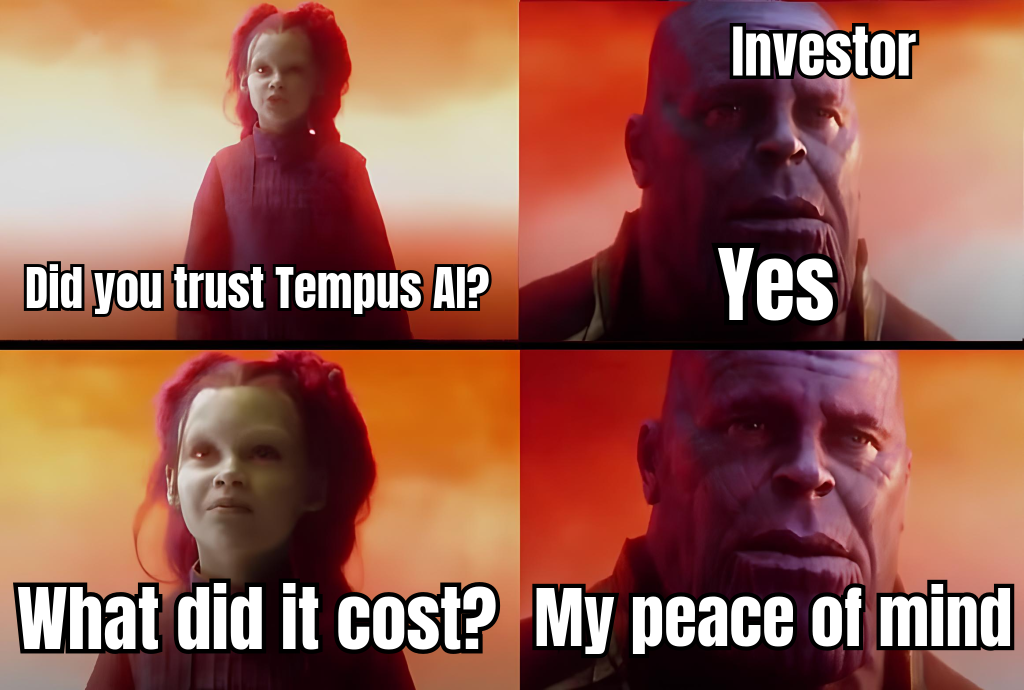 Did you trust Tempus AI?
Investor
Yes
What did it cost?
My peace of mind